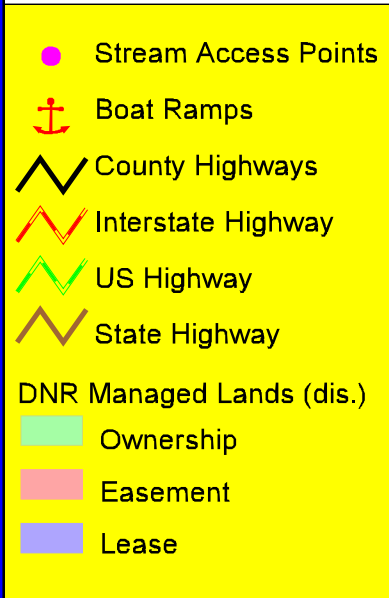 Stream Access Points
Boat Ramps
County Highways
Interstate Highway
US Highway
State Highway
DNR Managed Lands (dis.)
Ownership
Easement
Lease